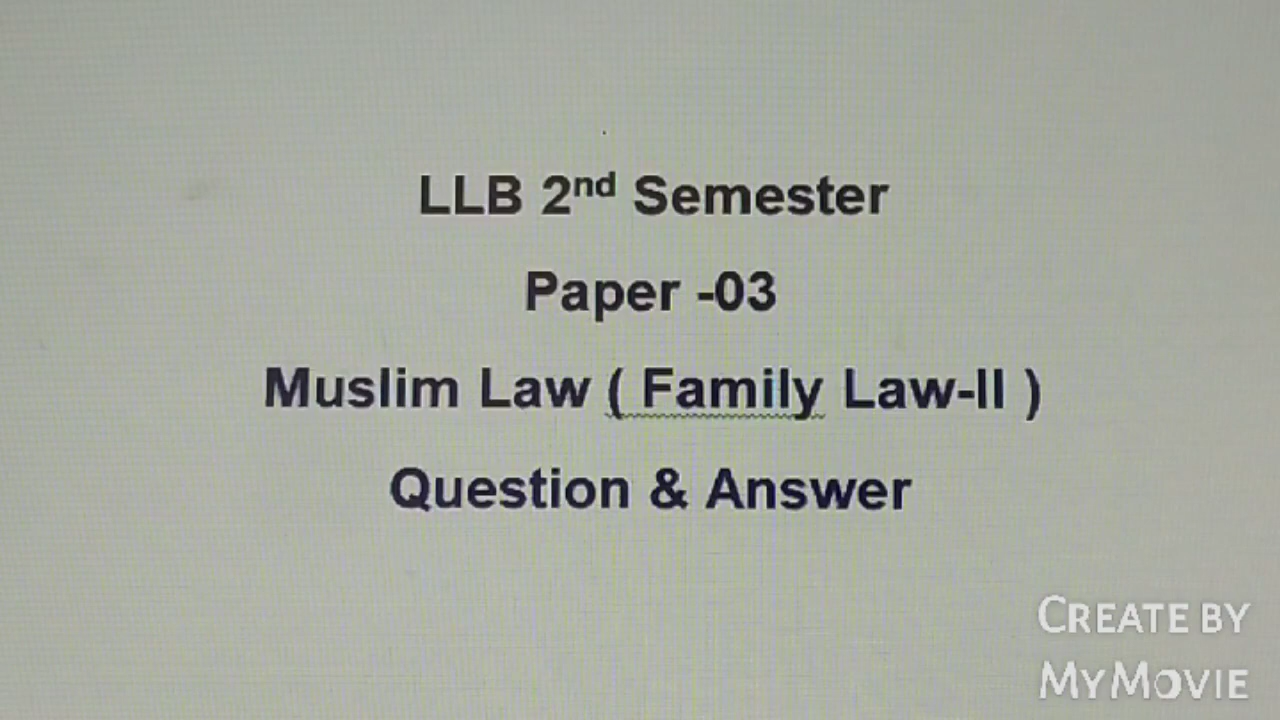 LLB 2nd Semester
Paper -03
Muslim Law ( Family Law-II )
Question & Answer
CREATE BY
MYMOVIE